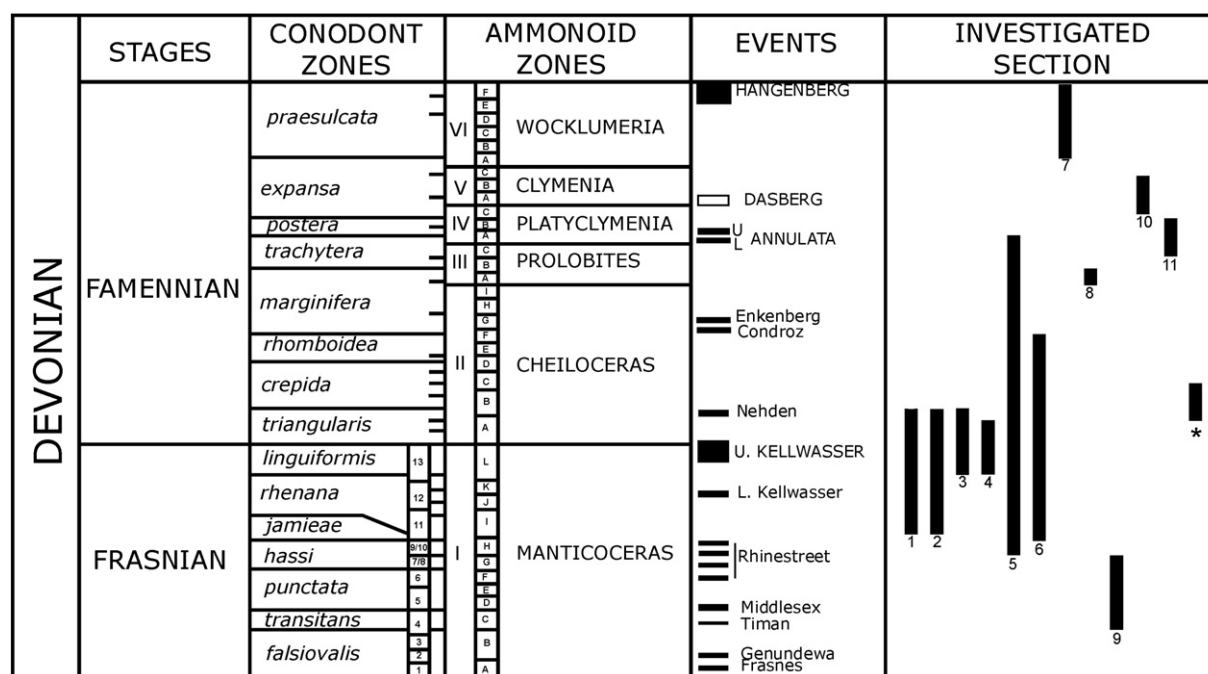 STAGES
CONODONT
ZONES
AMMONOID
ZONES
EVENTS
INVESTIGATED
SECTION
DEVONIAN
FAMENNIAN
FRASNIAN
praesulcata
expansa
postera
trachytera
marginifera
rhomboidea
crepida
triangularis
linguiformis
rhenana
jamieae
hassi
punctata
transitans
falsiovalis
13
12
11
9/10
7/8
6
5
4
3
2
1
VI
V
IV
III
II
I
F
E
D
C
B
A
C
B
A
C
B
A
C
B
A
I
H
G
F
E
D
C
B
A
L
K
J
I
H
G
F
E
D
C
B
A
WOCKLUMERIA
CLYMENIA
PLATYCLYMENIA
PROLOBITES
CHEILOCERAS
MANTICOCERAS
HANGENBERG
DASBERG
U
L ANNULATA
Enkenberg
Condroz
Nehden
U. KELLWASSER
L. Kellwasser
Rhinestreet
Middlesex
Timan
Genundewa
Frasnes
7
10
11
8
*
3
4
1
2
6
5
9